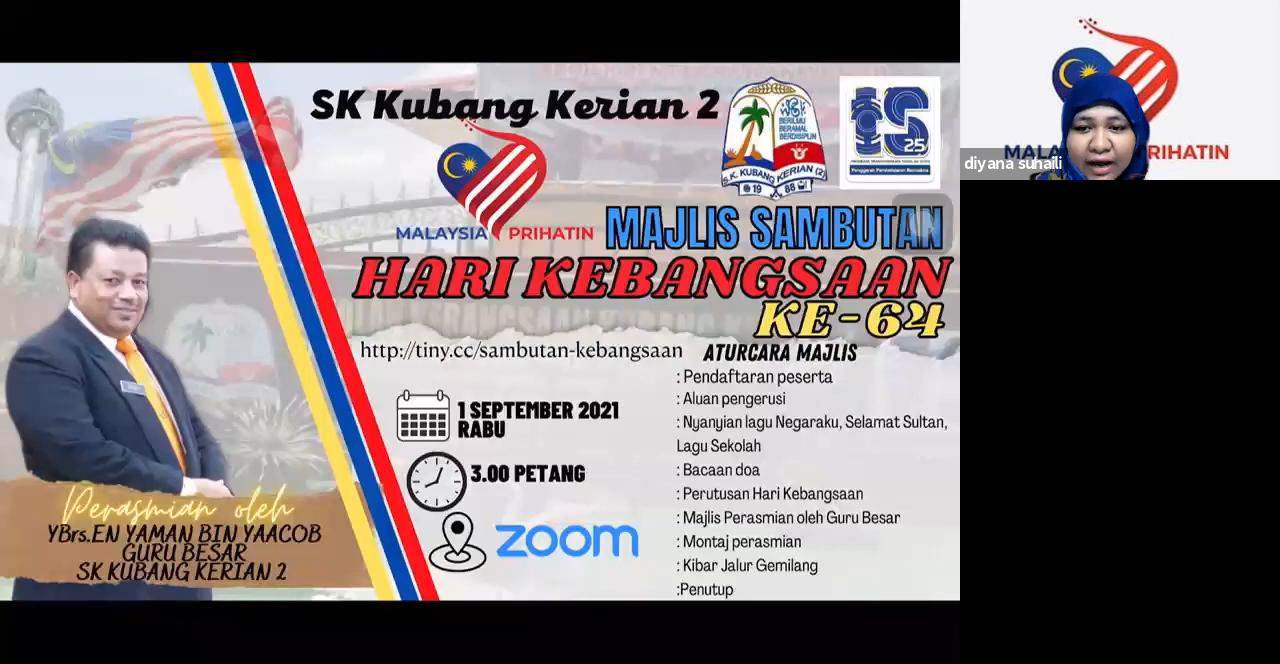 SK Kubang Kerian 2
BERILMU
BERAMAL
BERDISIPLIN
S.K. KUBANG KERIAN (2)
19 88
25
MALAYSIA PRIHATIN
MAJLIS SAMBUTAN
HARI KEBANGSAAN
KE-64
http://tiny.cc/sambutan-kebangsaan
ATURCARA MAJLIS
: Pendaftaran peserta
: Aluan pengerusi
: Nyanyian lagu Negaraku, Selamat Sultan,
Lagu Sekolah
: Bacaan doa
: Perutusan Hari Kebangsaan
: Majlis Perasmian oleh Guru Besar
: Montaj perasmian
: Kibar Jalur Gemilang
:Penutup
1 SEPTEMBER 2021
RABU
3.00 PETANG
zoom
Perasmian oleh
YBrs.EN YAMAN BIN YAACOB
GURU BESAR
SK KUBANG KERIAN 2
diyana suhaili